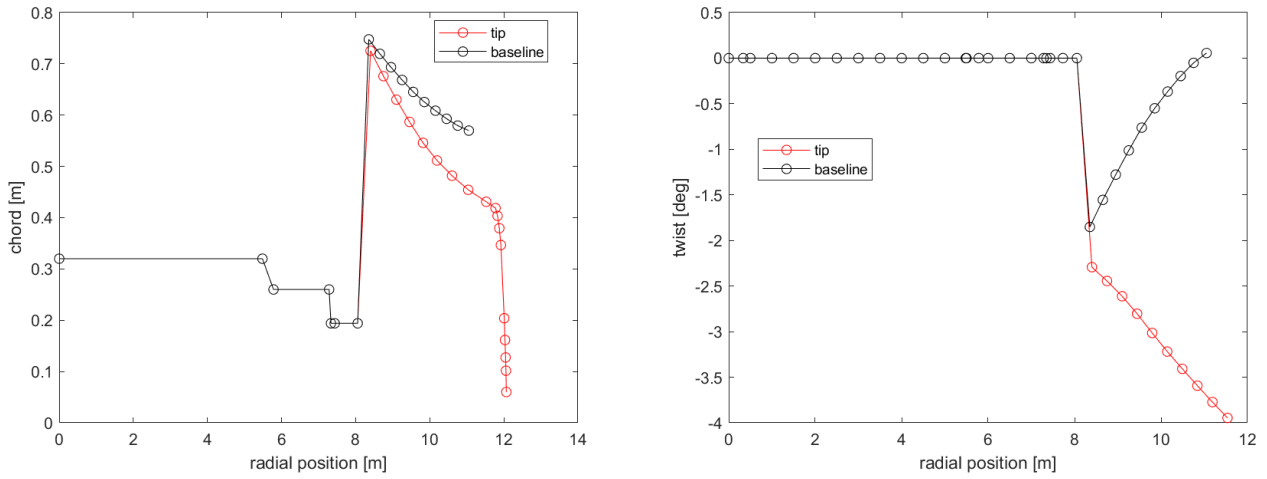 0.8
0.7
0.6
0.5
0.4
0.3
0.2
0.1
0
chord [m]
0 2 4 6 8 10 12 14
radial position [m]
tip
baseline
0.5
0
-0.5
-1
-1.5
-2
-2.5
-3
-3.5
-4
twist [deg]
0 2 4 6 8 10 12
radial position [m]
tip
baseline